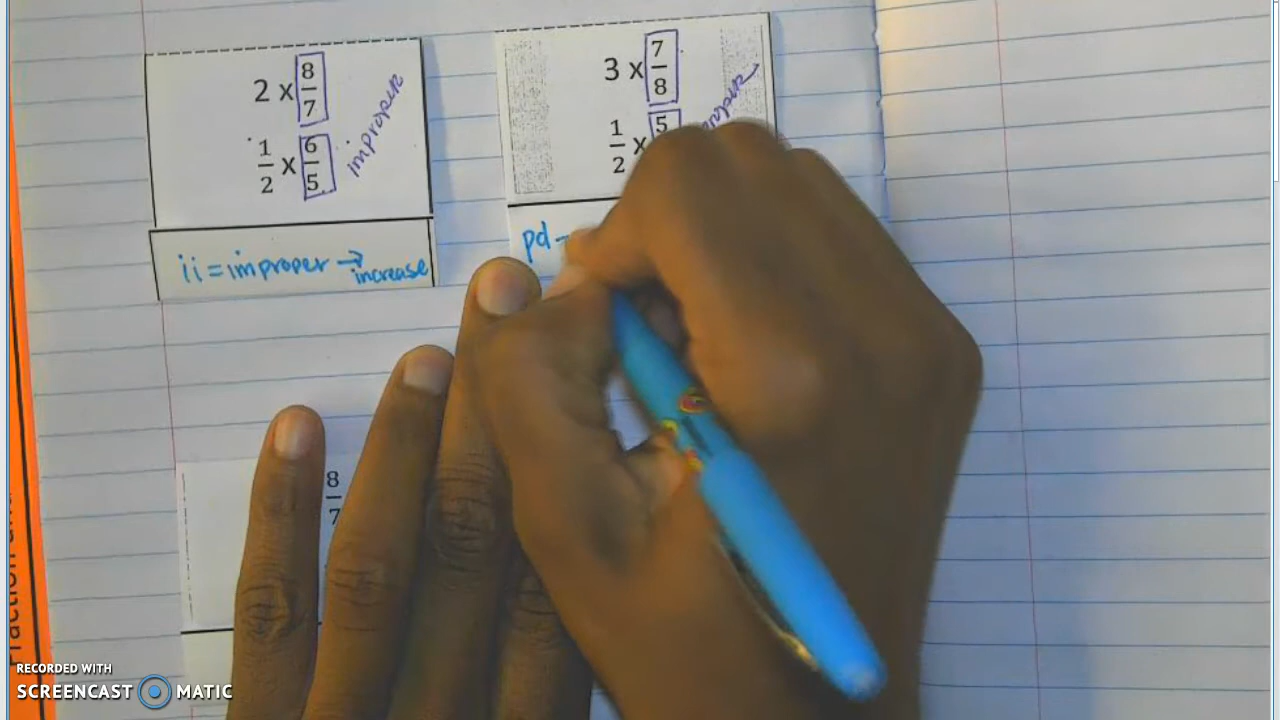 2 x 8/7
1/2 x 6/5
improper
ii = improper → increase
3 x 7/8
1/2 x 5
pd -
8/7
RECORDED WITH
SCREENCAST MATIC